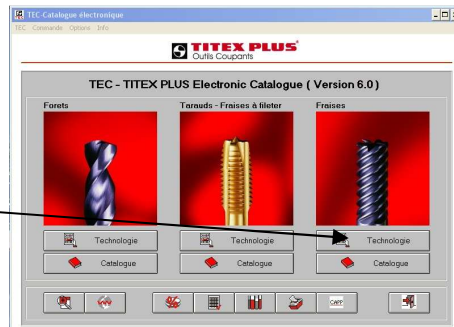 TEC-Catalogue électronique
TEC Commande Options Info
TITEX PLUS
Outils Coupants
TEC - TITEX PLUS Electronic Catalogue ( Version 6.0 )
Forets Tarauds - Fraises à fileter Fraises
Technologie Technologie Technologie
Catalogue Catalogue Catalogue
CAPP